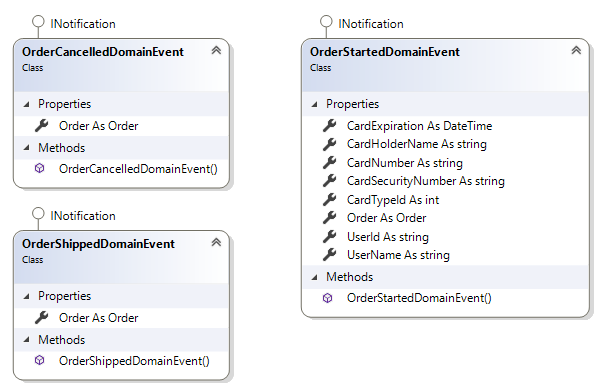 INotification
OrderCancelledDomainEvent
Class
Properties
Order As Order
Methods
OrderCancelledDomainEvent()
INotification
OrderShippedDomainEvent
Class
Properties
Order As Order
Methods
OrderShippedDomainEvent()
INotification
OrderStartedDomainEvent
Class
Properties
CardExpiration As DateTime
CardHolderName As string
CardNumber As string
CardSecurityNumber As string
CardTypeId As int
Order As Order
UserId As string
UserName As string
Methods
OrderStartedDomainEvent()